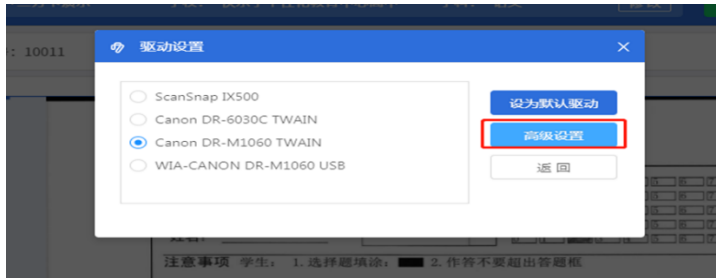 : 10011
驱动设置
ScanSnap IX500
Canon DR-6030C TWAIN
Canon DR-M1060 TWAIN
WIA-CANON DR-M1060 USB
设为默认驱动
高级设置
返回
注意事项 学生: 1.选择题填涂: 2.作答不要超出答题框